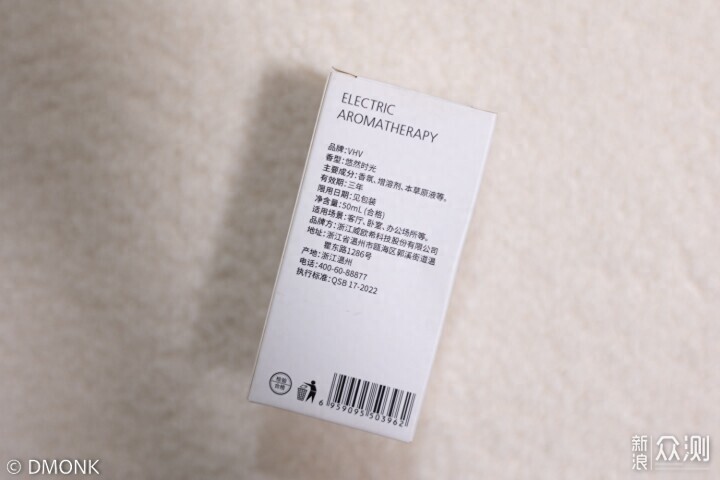 ELECTRIC
AROMATHERAPY
品牌:VHV
香型:悠然时光
主要成分:香氛、增溶剂、本草原液等。
有效期:三年
限用日期:见包装
净含量:50mL(合格)
适用场景:客厅、卧室、办公场所等。
品牌方:浙江威欧希科技股份有限公司
地址:浙江省温州市瓯海区郭溪街道温
瞿东路1286号
产地:浙江温州
电话:400-60-88877
执行标准:QSB 17-2022
6 959095 503962
© DMONK
新浪 众测